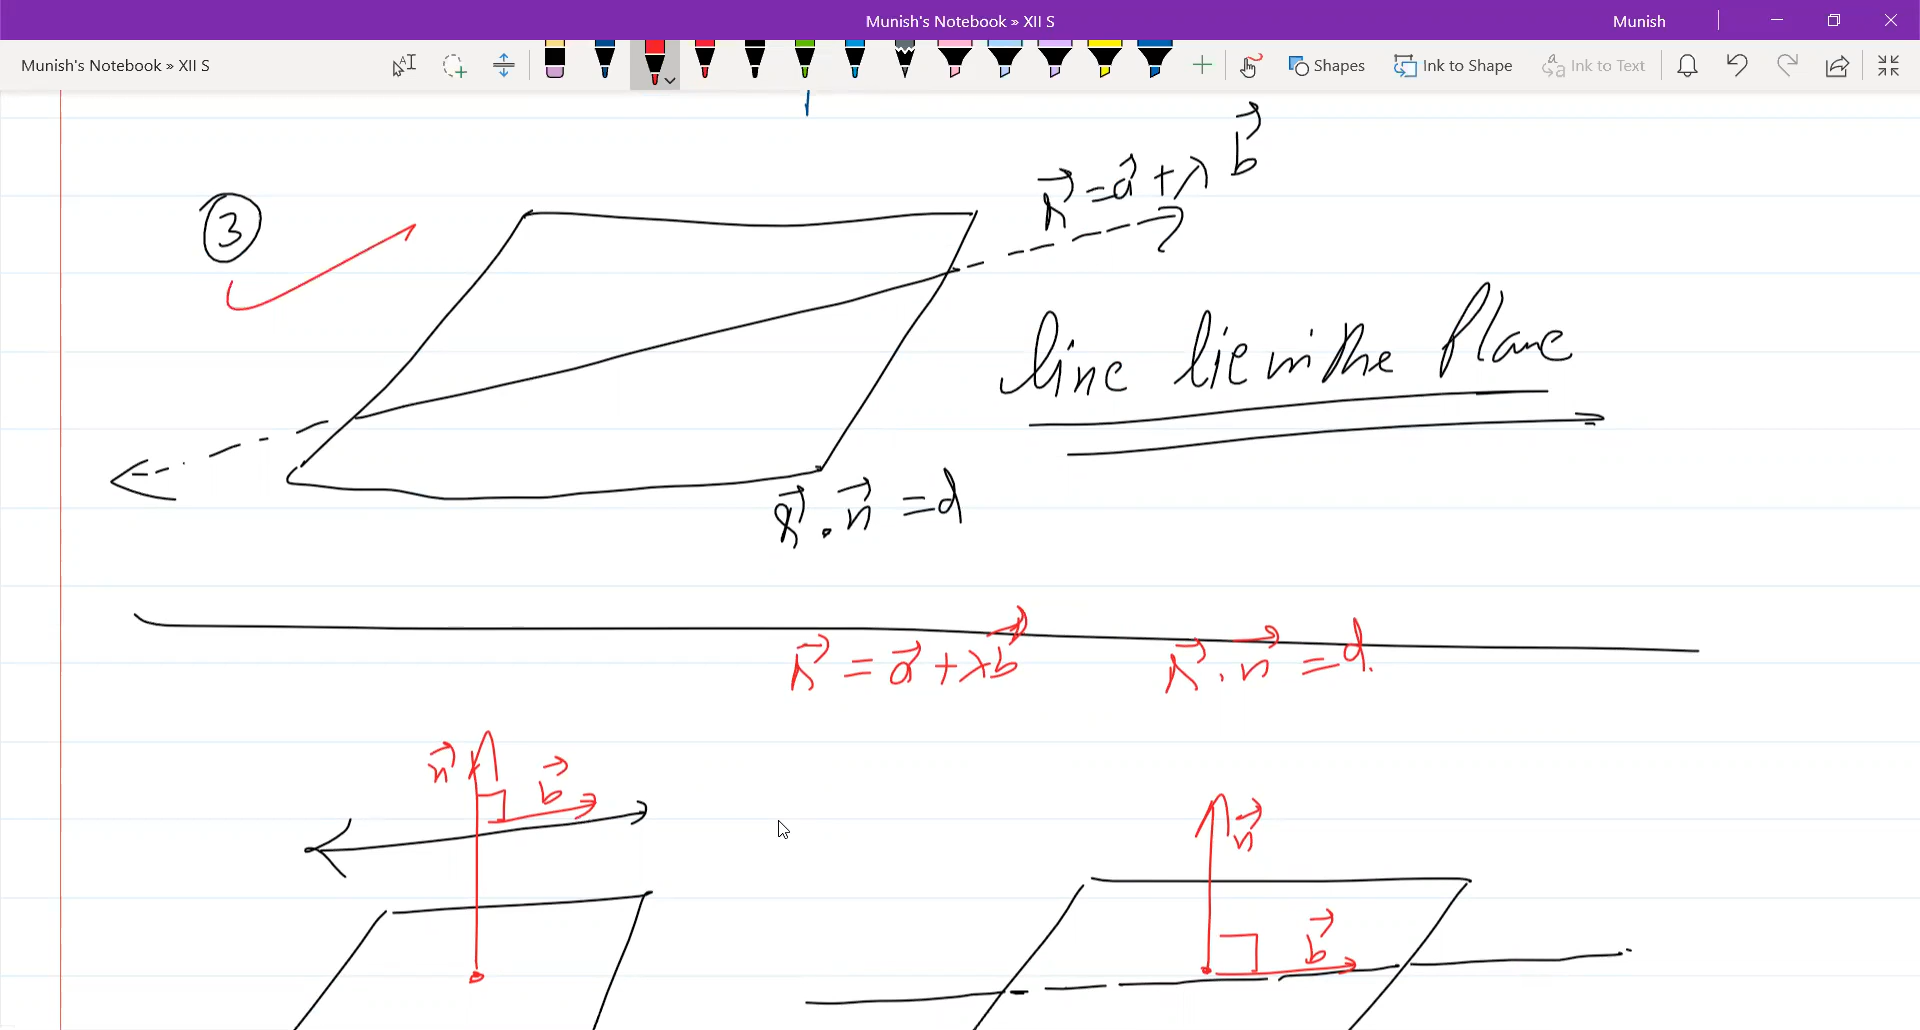 Munish's Notebook » XII S
Munish
Munish's Notebook » XII S
Shapes
Ink to Shape
Ink to Text
r⃗ = a⃗ + λ b⃗
3
line lie in the Plane
r⃗ . n⃗ = d
r⃗ = a⃗ + λ b⃗
r⃗ . n⃗ = d.
n⃗
b⃗
n⃗
b⃗